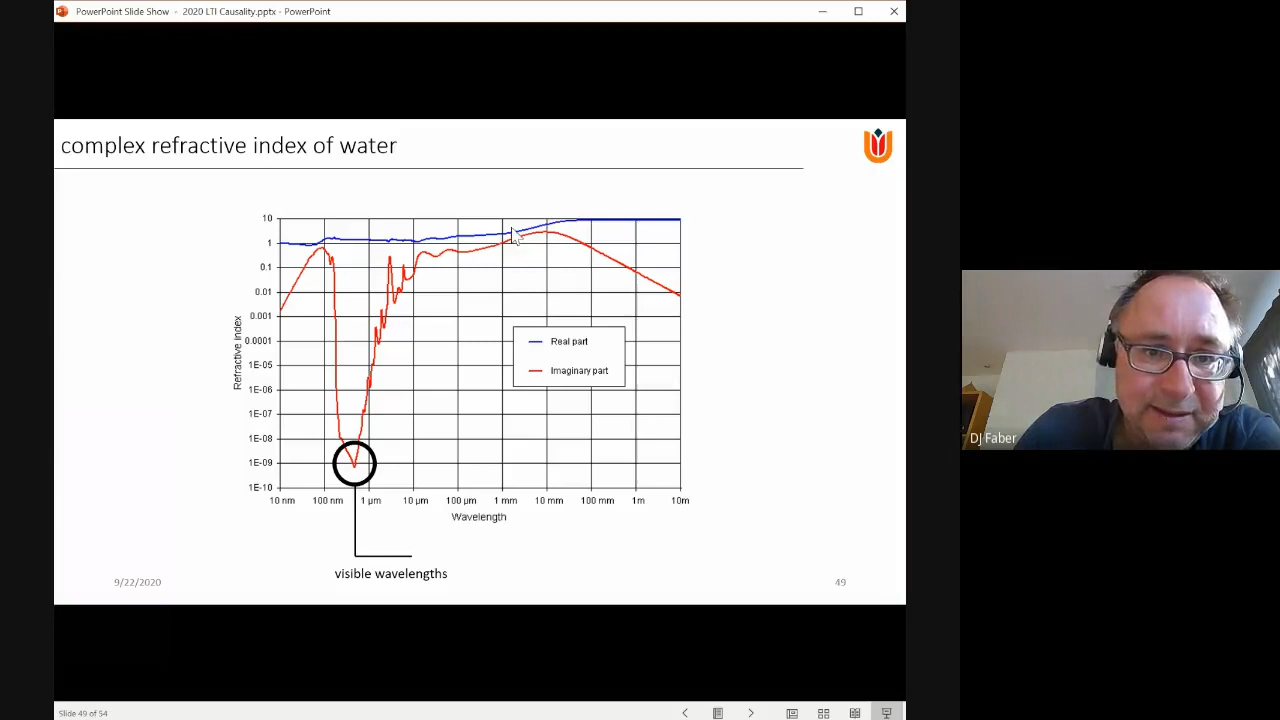 PowerPoint Slide Show - 2020 LTI Causality.pptx - PowerPoint
complex refractive index of water
10
1
0.1
0.01
0.001
0.0001
1E-05
1E-06
1E-07
1E-08
1E-09
1E-10
Refractive index
Real part
Imaginary part
10 nm 100 nm 1 µm 10 µm 100 µm 1 mm 10 mm 100 mm 1m 10m
Wavelength
visible wavelengths
9/22/2020
49
DJ Faber
Slide 49 of 54